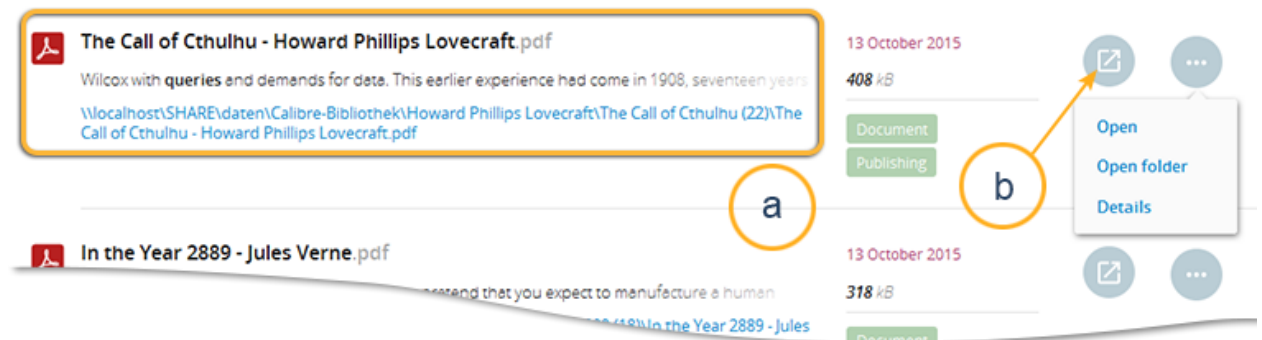 The Call of Cthulhu - Howard Phillips Lovecraft.pdf
Wilcox with queries and demands for data. This earlier experience had come in 1908, seventeen years
\\localhost\SHARE\daten\Calibre-Bibliothek\Howard Phillips Lovecraft\The Call of Cthulhu (22)\The
Call of Cthulhu - Howard Phillips Lovecraft.pdf
13 October 2015
408 kB
Document
Publishing
Open
Open folder
Details
a
b
In the Year 2889 - Jules Verne.pdf
pretend that you expect to manufacture a human
(18)\In the Year 2889 - Jules
13 October 2015
318 kB
Document